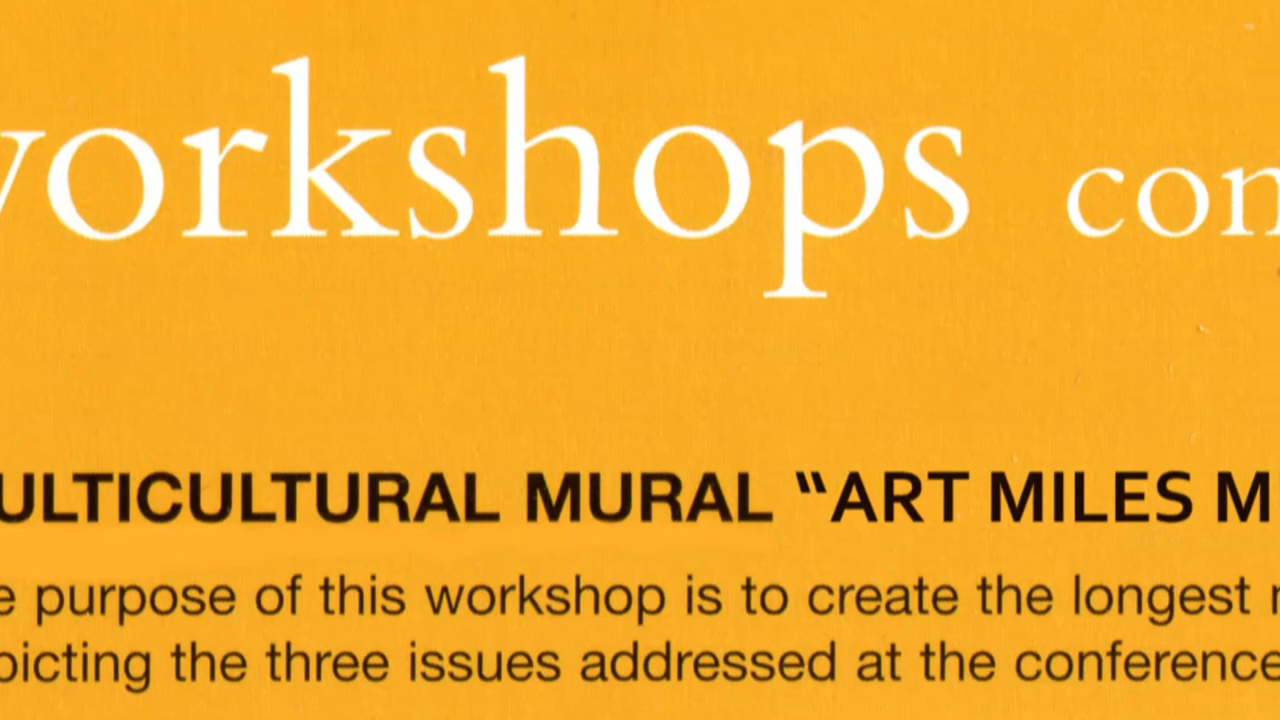 workshops con
ULTICULTURAL MURAL “ART MILES M
e purpose of this workshop is to create the longest
picting the three issues addressed at the conference